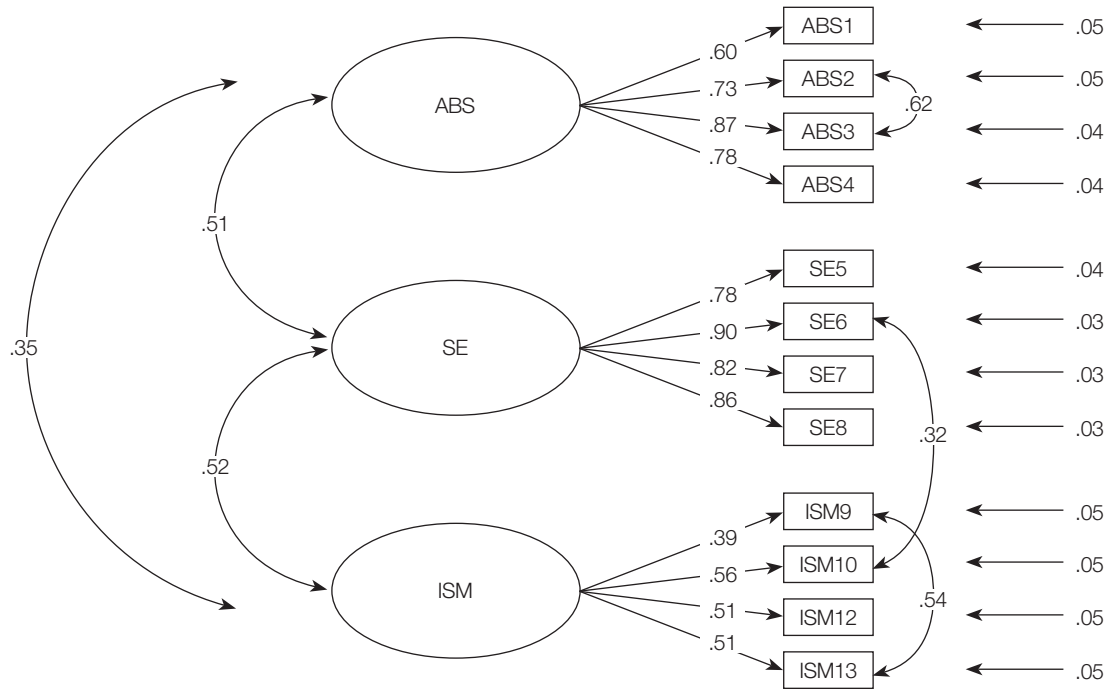 ABS1
.05
.60
ABS2
.05
.73
ABS
.62
.87
ABS3
.04
.78
ABS4
.04
.51
SE5
.04
.78
SE6
.03
.90
.35
SE
.82
SE7
.03
.86
SE8
.03
.32
.52
ISM9
.05
.39
ISM10
.05
.56
ISM
.54
.51
ISM12
.05
.51
ISM13
.05